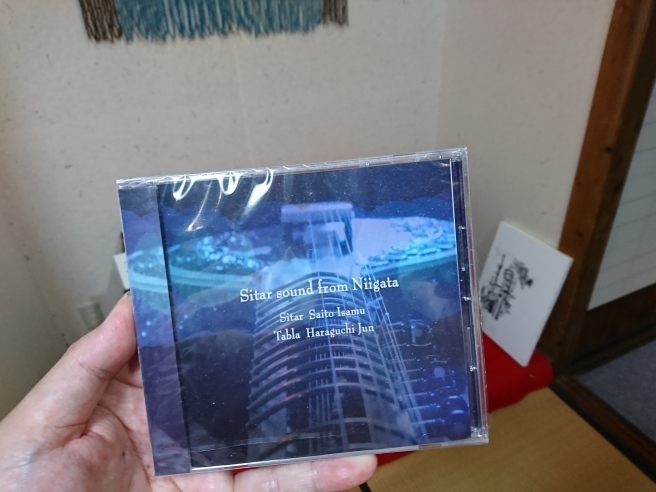 Sitar sound from Niigata
Sitar Saito Isamu
Tabla Haraguchi Jun